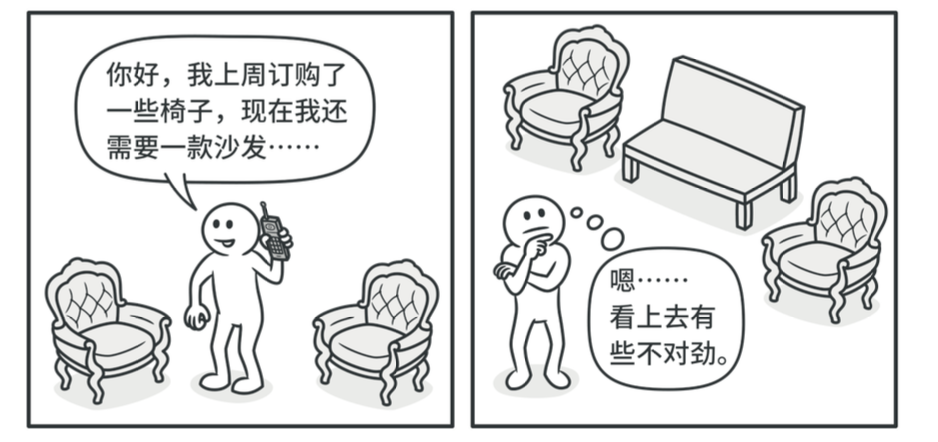 你好，我上周订购了
一些椅子，现在我还
需要一款沙发……
嗯……
看上去有
些不对劲。